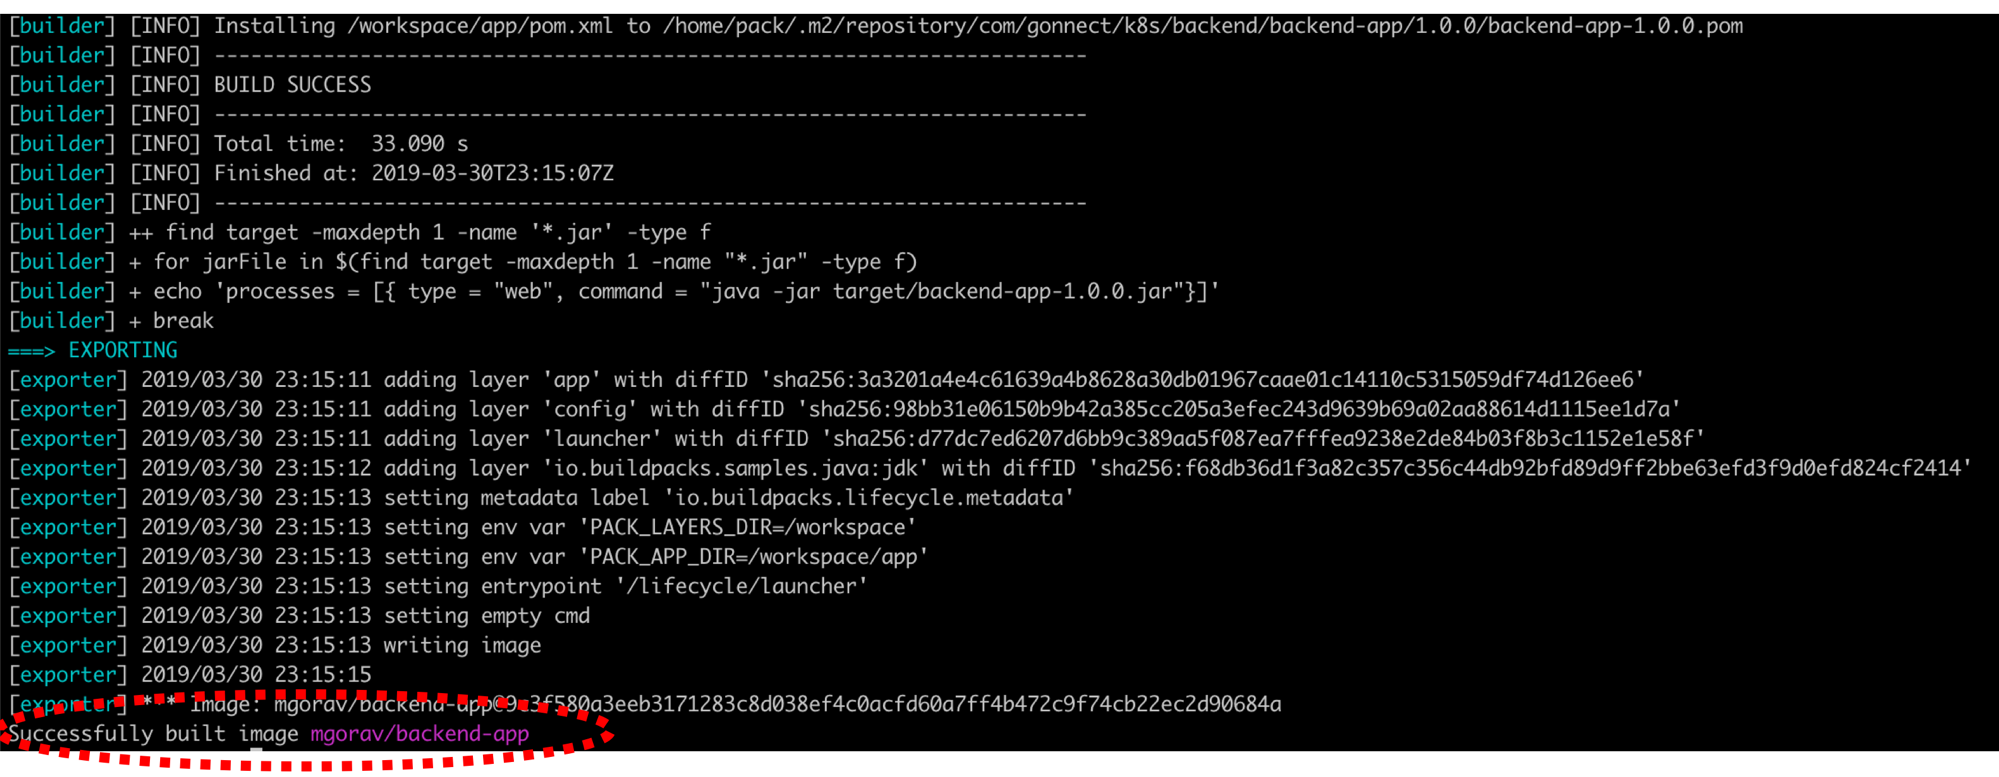 [builder] [INFO] Installing /workspace/app/pom.xml to /home/pack/.m2/repository/com/gonnect/k8s/backend/backend-app/1.0.0/backend-app-1.0.0.pom
[builder] [INFO] ------------------------------------------------------------------------
[builder] [INFO] BUILD SUCCESS
[builder] [INFO] ------------------------------------------------------------------------
[builder] [INFO] Total time:  33.090 s
[builder] [INFO] Finished at: 2019-03-30T23:15:07Z
[builder] [INFO] ------------------------------------------------------------------------
[builder] ++ find target -maxdepth 1 -name '*.jar' -type f
[builder] + for jarFile in $(find target -maxdepth 1 -name "*.jar" -type f)
[builder] + echo 'processes = [{ type = "web", command = "java -jar target/backend-app-1.0.0.jar"}]'
[builder] + break
===> EXPORTING
[exporter] 2019/03/30 23:15:11 adding layer 'app' with diffID 'sha256:3a3201a4e4c61639a4b8628a30db01967caae01c14110c5315059df74d126ee6'
[exporter] 2019/03/30 23:15:11 adding layer 'config' with diffID 'sha256:98bb31e06150b9b42a385cc205a3efec243d9639b69a02aa88614d1115ee1d7a'
[exporter] 2019/03/30 23:15:11 adding layer 'launcher' with diffID 'sha256:d77dc7ed6207d6bb9c389aa5f087ea7fffea9238e2de84b03f8b3c1152e1e58f'
[exporter] 2019/03/30 23:15:12 adding layer 'io.buildpacks.samples.java:jdk' with diffID 'sha256:f68db36d1f3a82c357c356c44db92bfd89d9ff2bbe63efd3f9d0efd824cf2414'
[exporter] 2019/03/30 23:15:13 setting metadata label 'io.buildpacks.lifecycle.metadata'
[exporter] 2019/03/30 23:15:13 setting env var 'PACK_LAYERS_DIR=/workspace'
[exporter] 2019/03/30 23:15:13 setting env var 'PACK_APP_DIR=/workspace/app'
[exporter] 2019/03/30 23:15:13 setting entrypoint '/lifecycle/launcher'
[exporter] 2019/03/30 23:15:13 setting empty cmd
[exporter] 2019/03/30 23:15:13 writing image
[exporter] 2019/03/30 23:15:15
[exporter] *** Image:
Successfully built image mgorav/backend-app